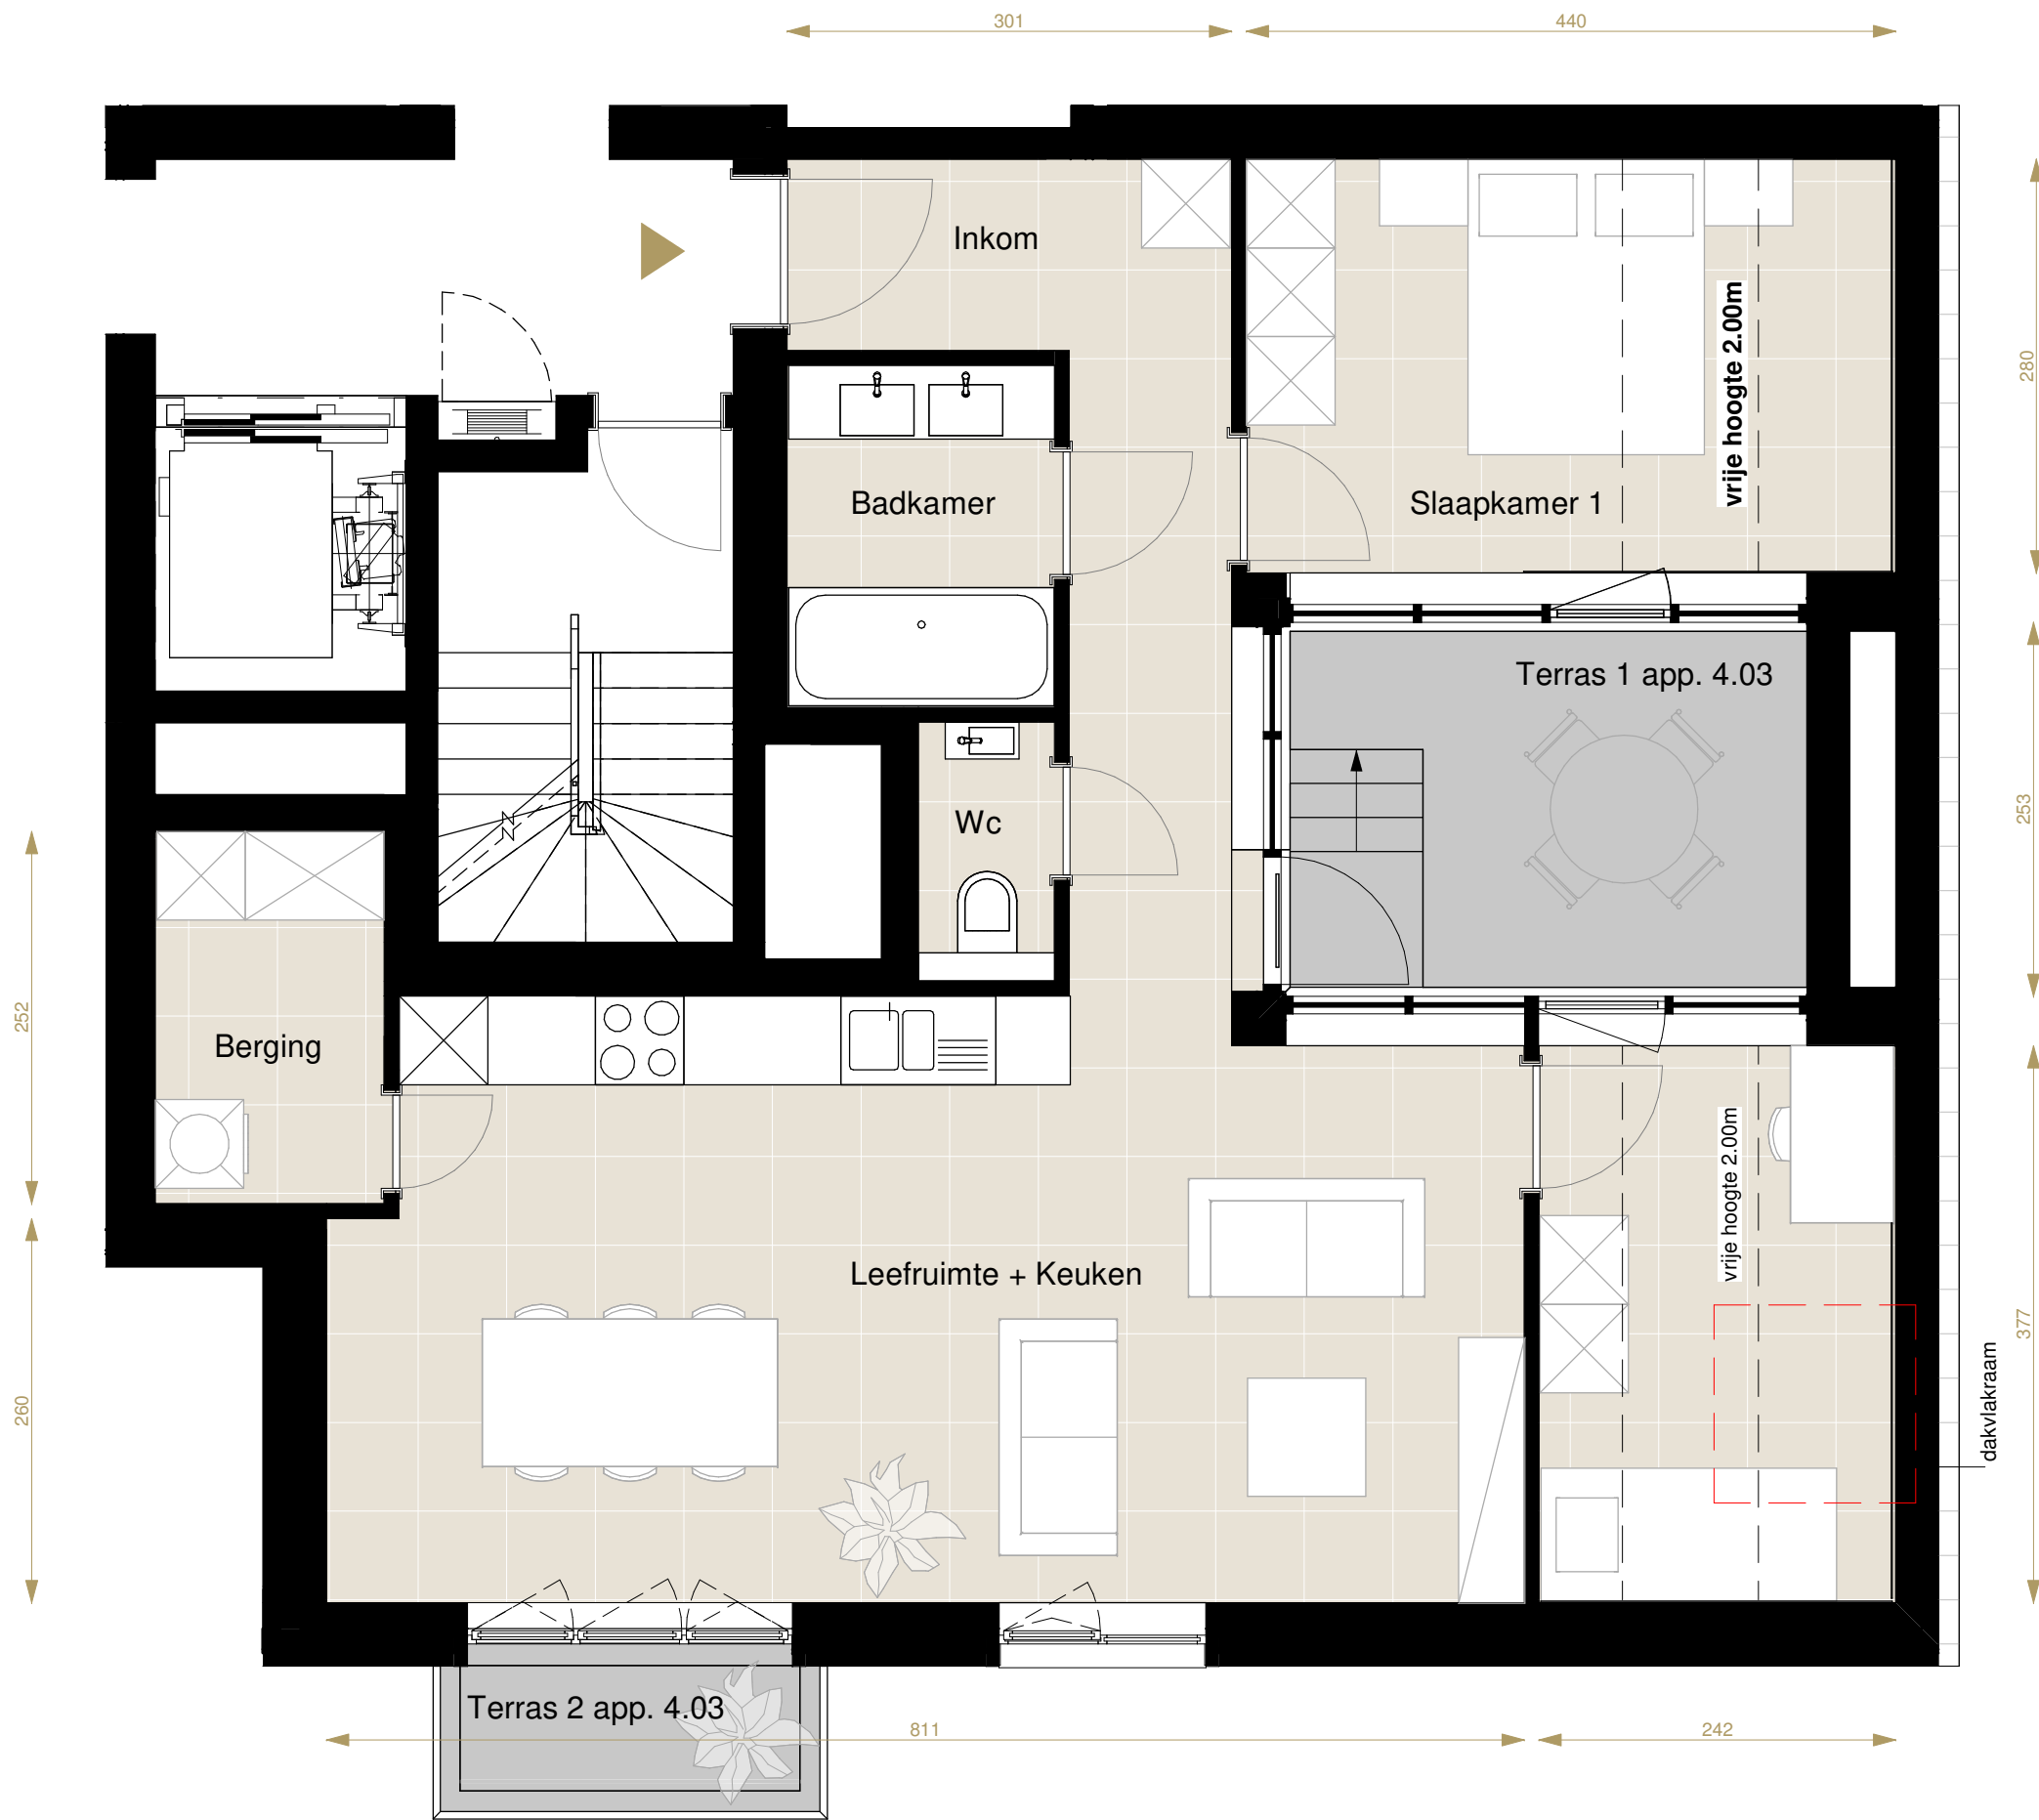 301
440
Inkom
vrije hoogte 2.00m
280
Badkamer
Slaapkamer 1
Terras 1 app. 4.03
253
Wc
252
Berging
vrije hoogte 2.00m
Leefruimte + Keuken
377
dakvlakraam
260
Terras 2 app. 4.03
811
242